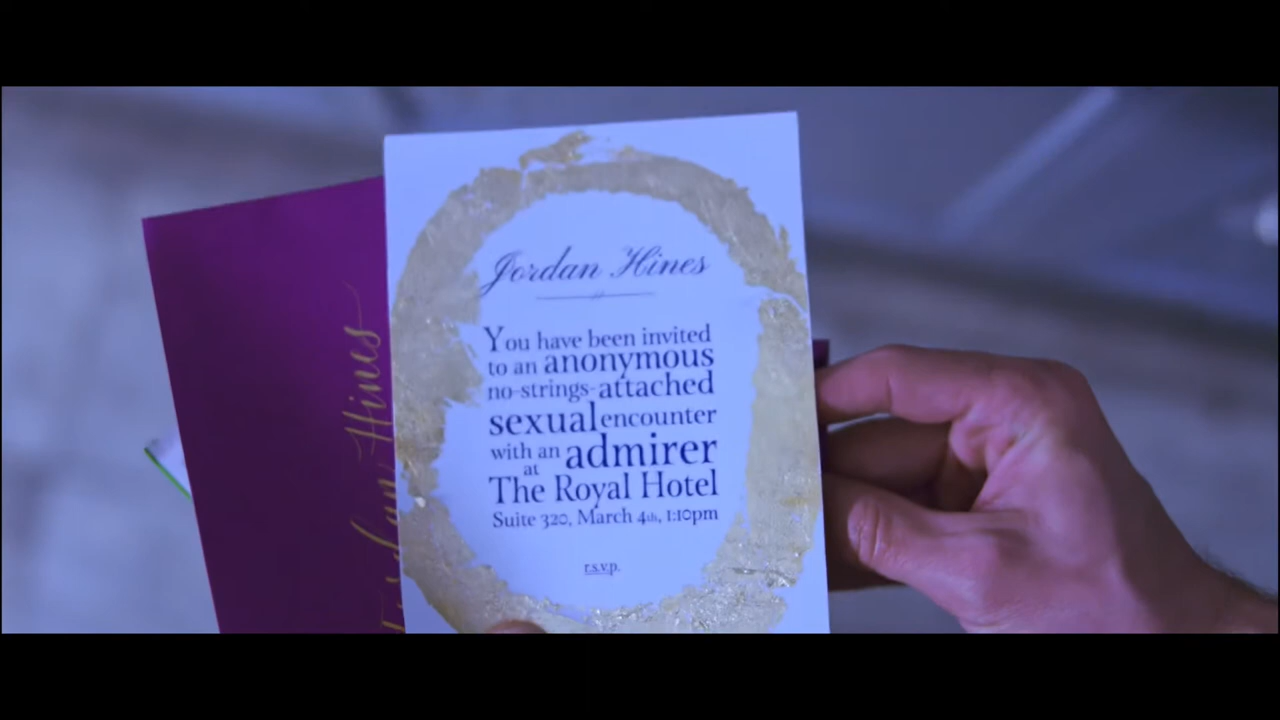 Jordan Hines
You have been invited
to an anonymous
no-strings-attached
sexual encounter
with an admirer
at
The Royal Hotel
Suite 320, March 4th, 1:10pm
r.s.v.p.
Jordan Hines